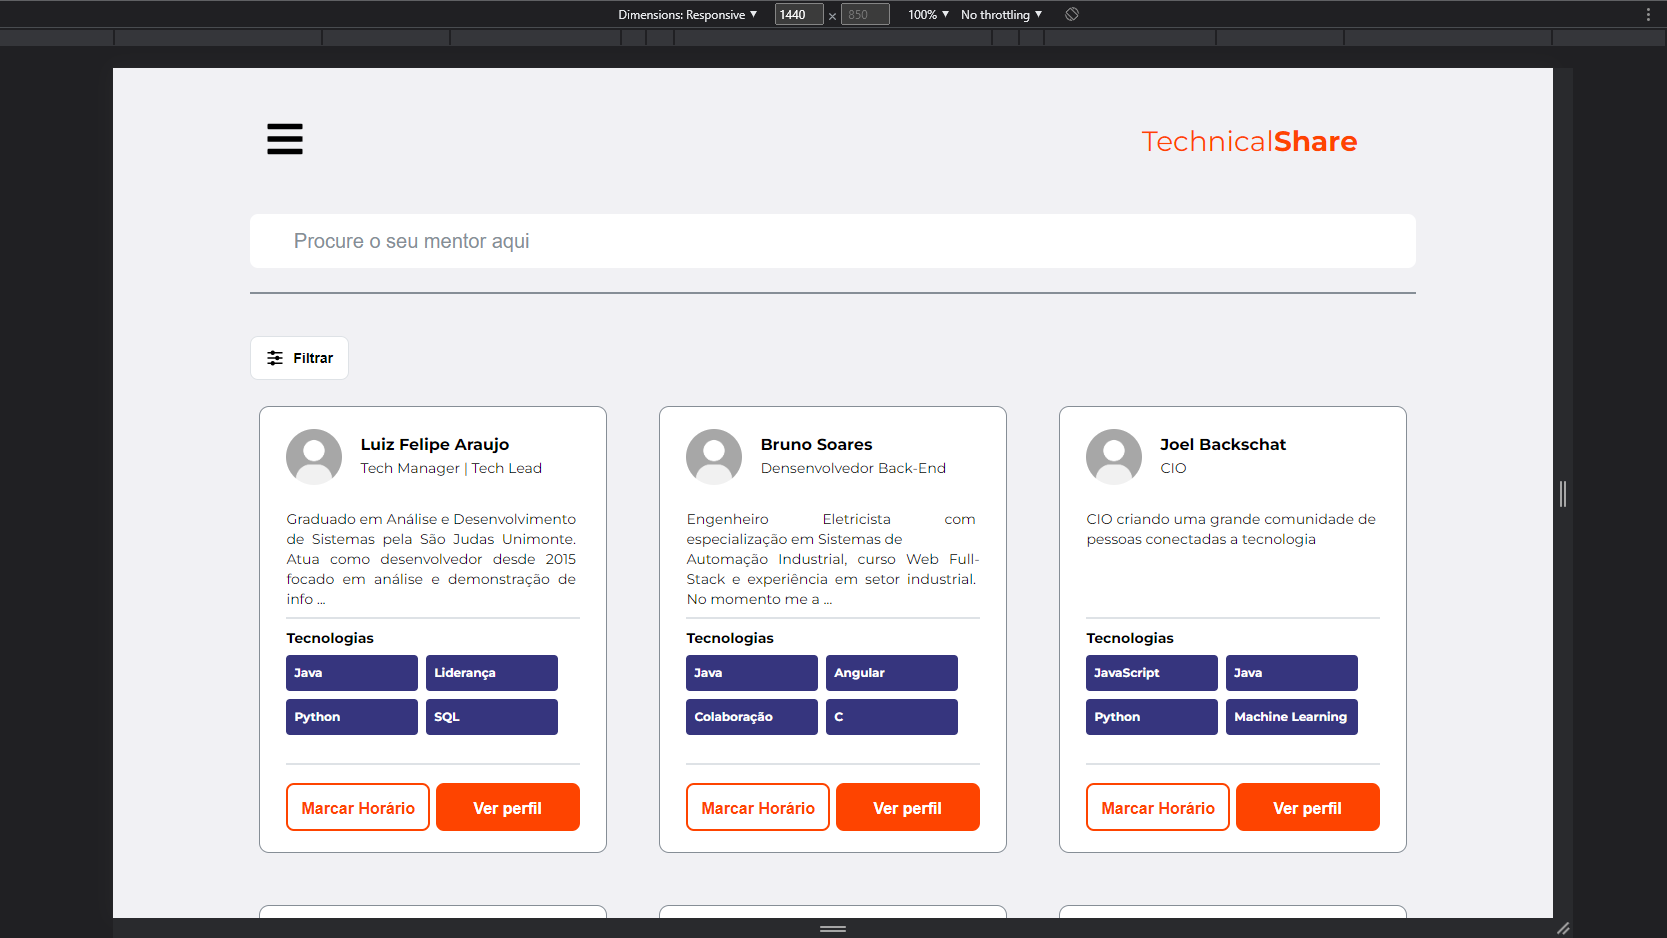 Dimensions: Responsive ▼ 1440 × 850 100% ▼ No throttling ▼
TechnicalShare
Procure o seu mentor aqui
Filtrar
Luiz Felipe Araujo
Tech Manager | Tech Lead
Graduado em Análise e Desenvolvimento
de Sistemas pela São Judas Unimonte.
Atua como desenvolvedor desde 2015
focado em análise e demonstração de
info ...
Tecnologias
Java
Liderança
Python
SQL
Marcar Horário
Ver perfil
Bruno Soares
Densenvolvedor Back-End
Engenheiro Eletricista com
especialização em Sistemas de
Automação Industrial, curso Web Full-
Stack e experiência em setor industrial.
No momento me a ...
Tecnologias
Java
Angular
Colaboração
C
Marcar Horário
Ver perfil
Joel Backschat
CIO
CIO criando uma grande comunidade de
pessoas conectadas a tecnologia
Tecnologias
JavaScript
Java
Python
Machine Learning
Marcar Horário
Ver perfil